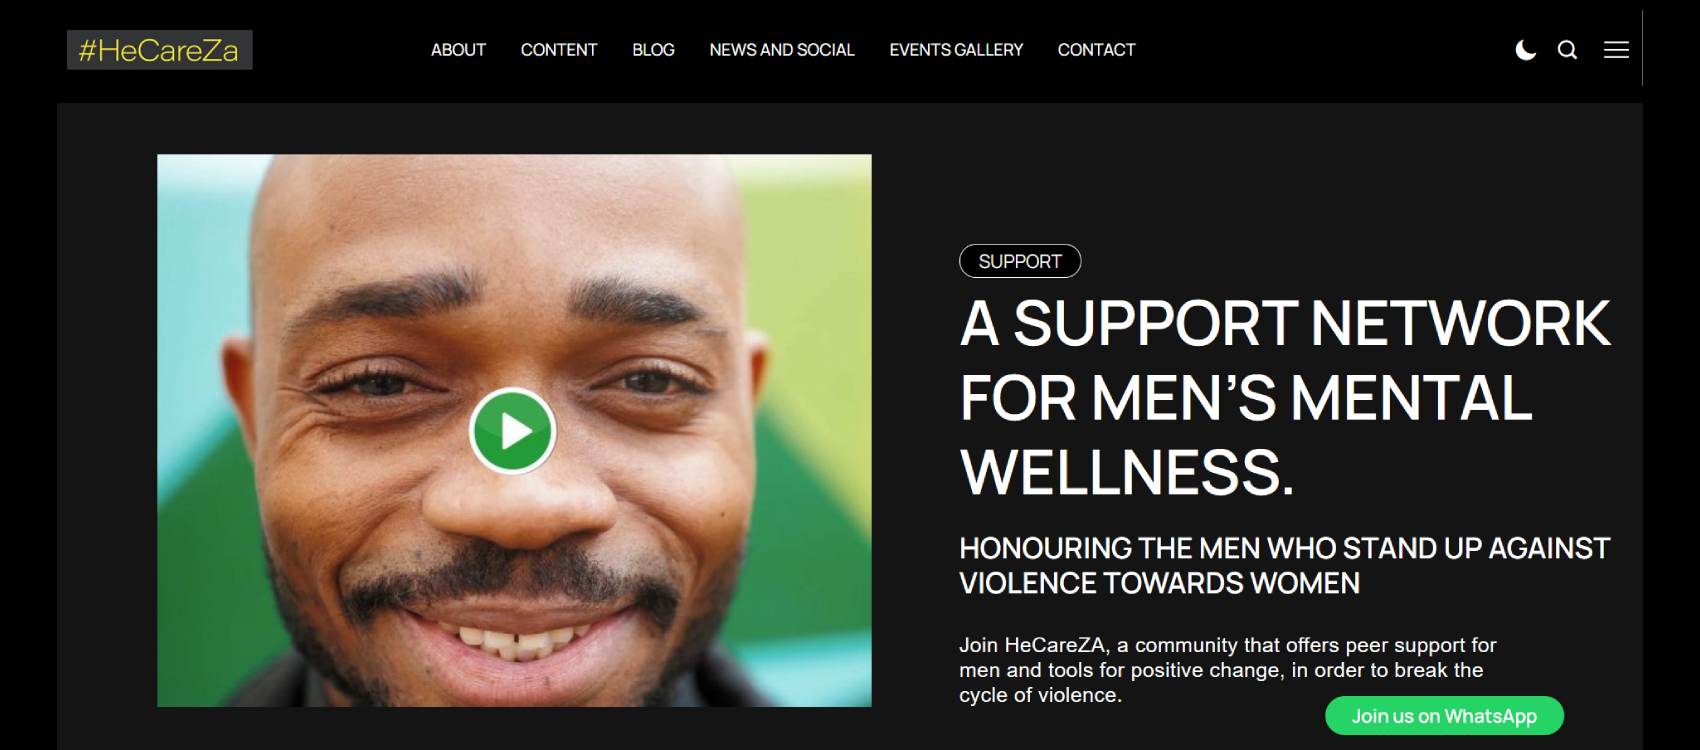 #HeCareZa
ABOUT CONTENT BLOG NEWS AND SOCIAL EVENTS GALLERY CONTACT
SUPPORT
A SUPPORT NETWORK
FOR MEN’S MENTAL
WELLNESS.
HONOURING THE MEN WHO STAND UP AGAINST
VIOLENCE TOWARDS WOMEN
Join HeCareZA, a community that offers peer support for
men and tools for positive change, in order to break the
cycle of violence.
Join us on WhatsApp